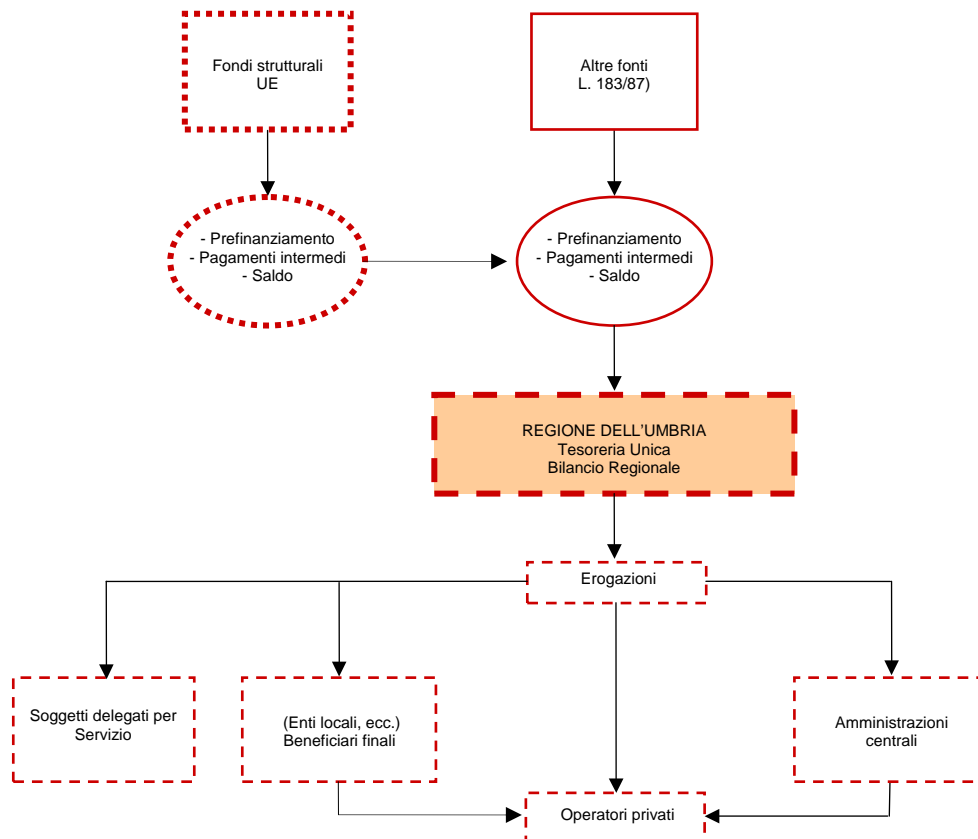 Fondi strutturali
UE
Altre fonti
L. 183/87)
- Prefinanziamento
- Pagamenti intermedi
- Saldo
- Prefinanziamento
- Pagamenti intermedi
- Saldo
REGIONE DELL'UMBRIA
Tesoreria Unica
Bilancio Regionale
Erogazioni
Soggetti delegati per
Servizio
(Enti locali, ecc.)
Beneficiari finali
Amministrazioni
centrali
Operatori privati